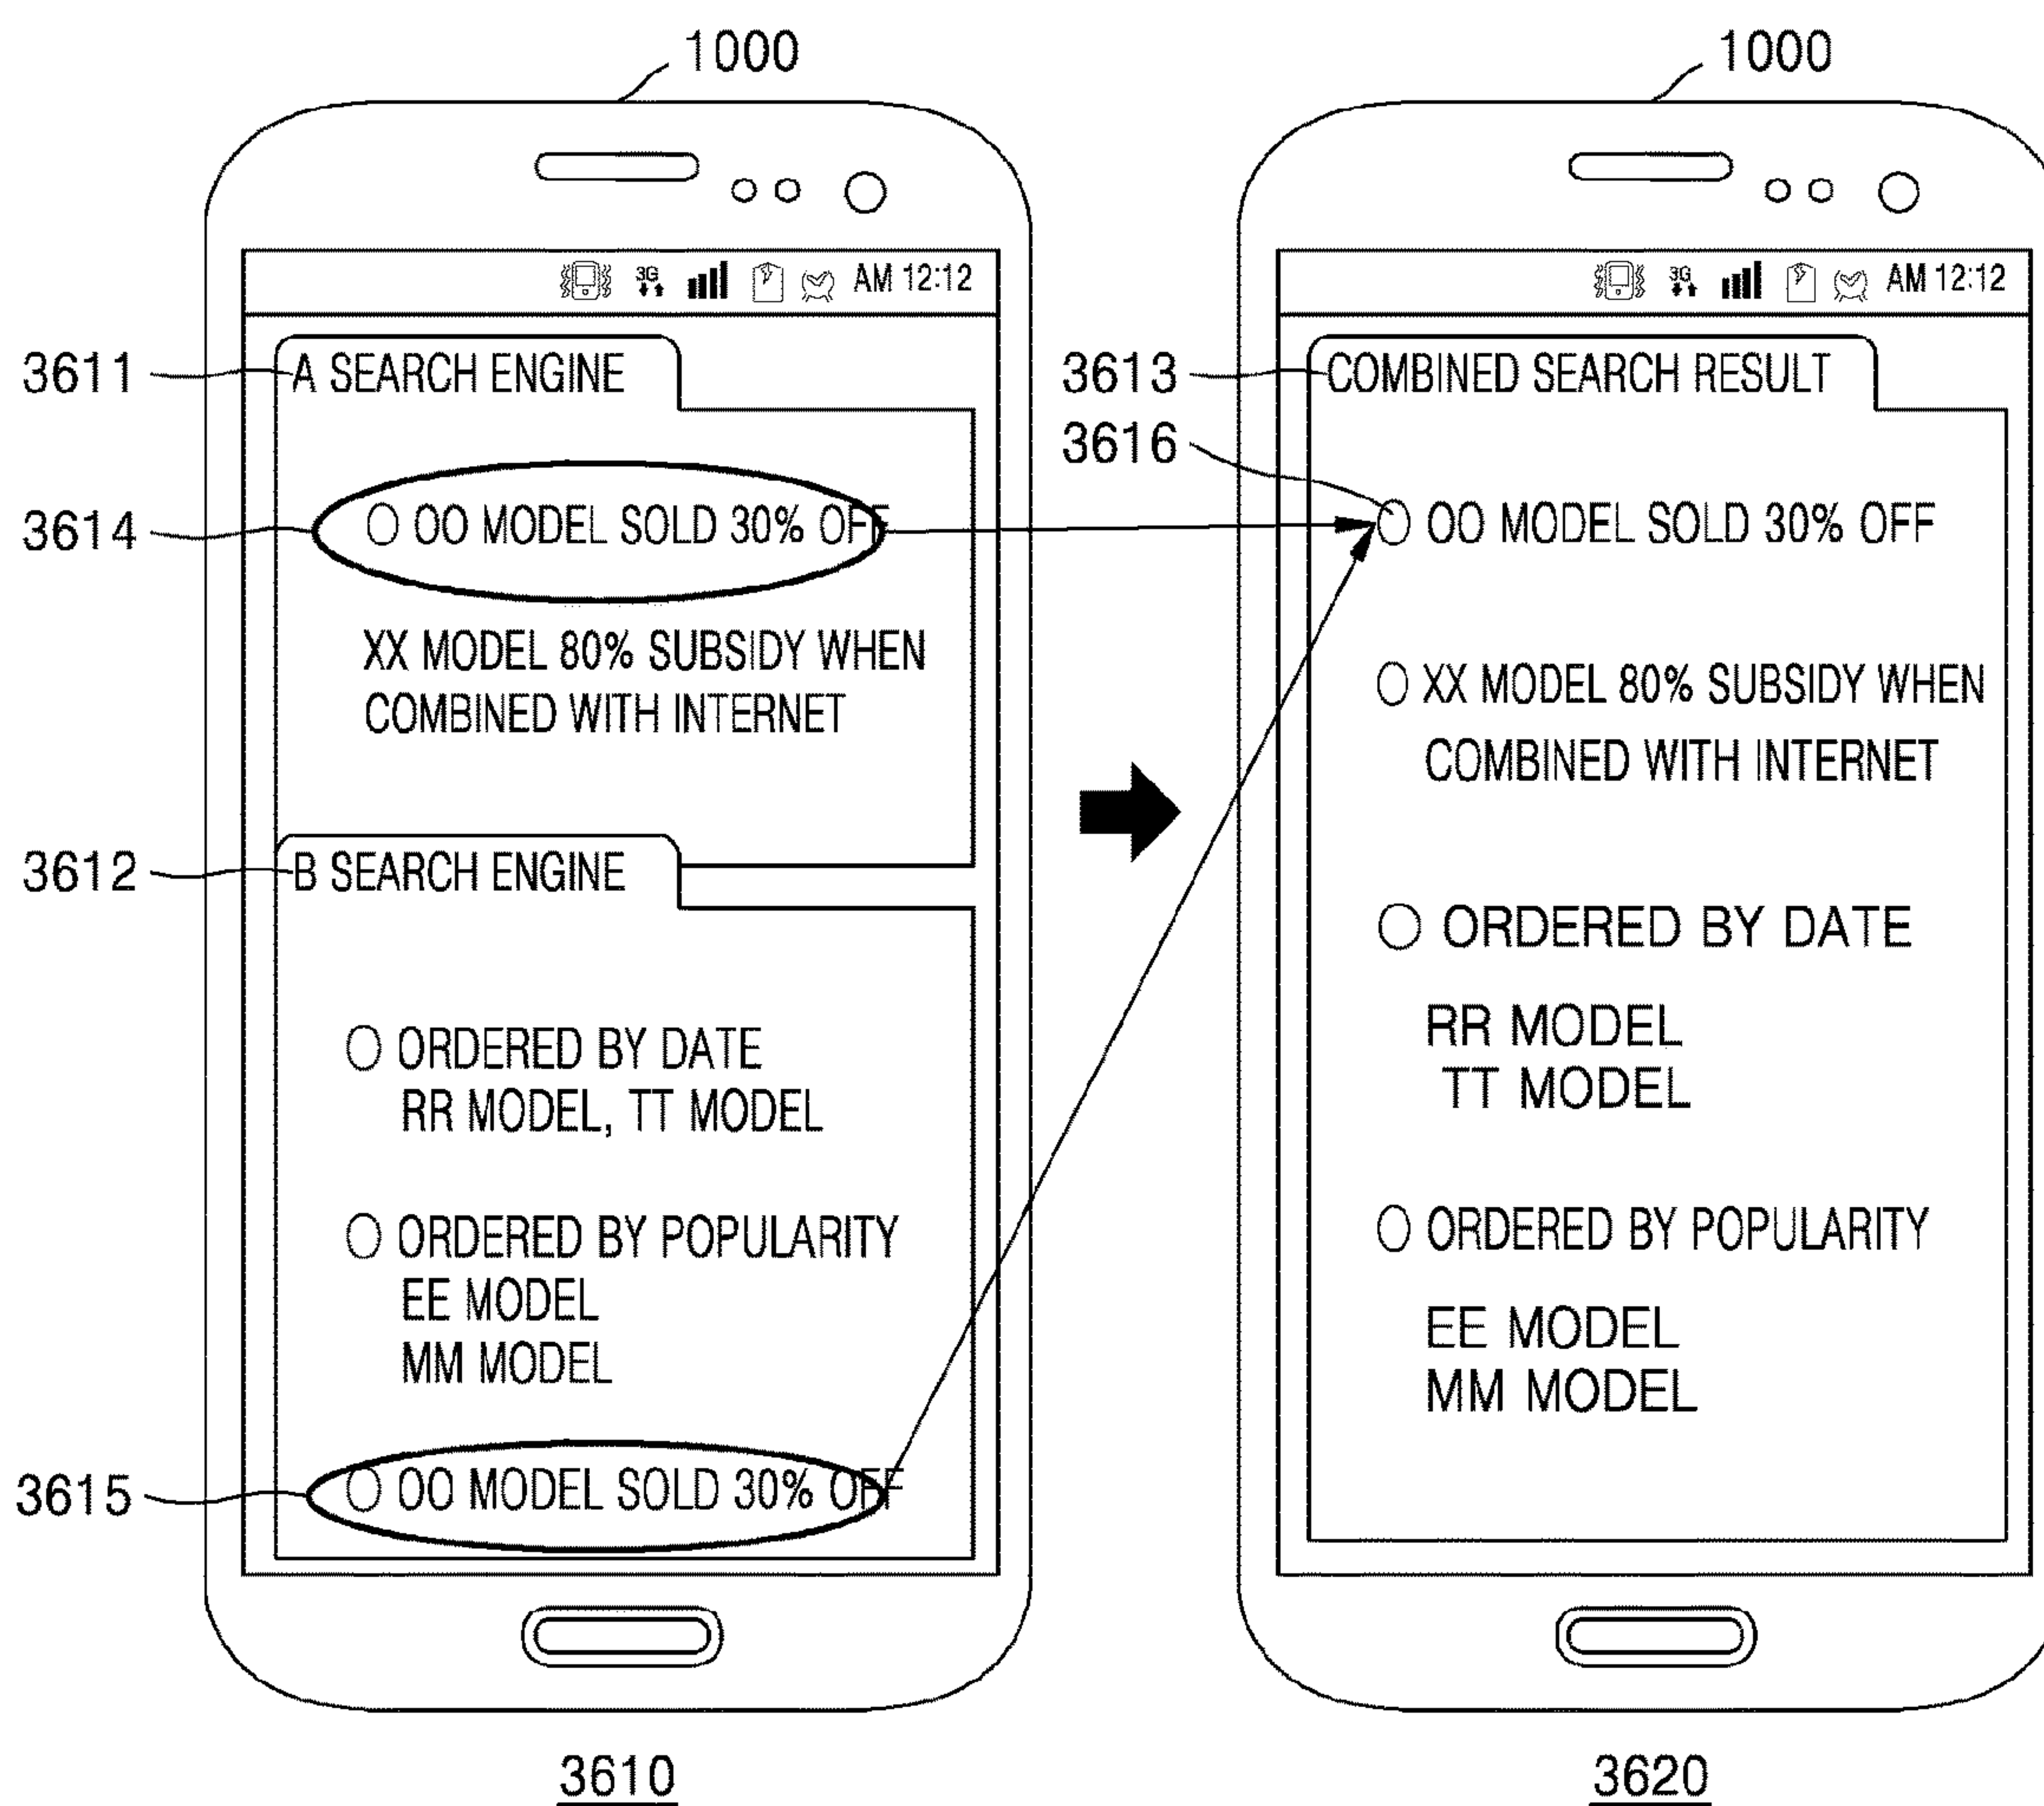 1000
3G
AM 12:12
3611
A SEARCH ENGINE
3614
OO MODEL SOLD 30% OFF
XX MODEL 80% SUBSIDY WHEN
COMBINED WITH INTERNET
3612
B SEARCH ENGINE
ORDERED BY DATE
RR MODEL, TT MODEL
ORDERED BY POPULARITY
EE MODEL
MM MODEL
3615
OO MODEL SOLD 30% OFF
3610
1000
3G
AM 12:12
3613
COMBINED SEARCH RESULT
3616
OO MODEL SOLD 30% OFF
XX MODEL 80% SUBSIDY WHEN
COMBINED WITH INTERNET
ORDERED BY DATE
RR MODEL
TT MODEL
ORDERED BY POPULARITY
EE MODEL
MM MODEL
3620